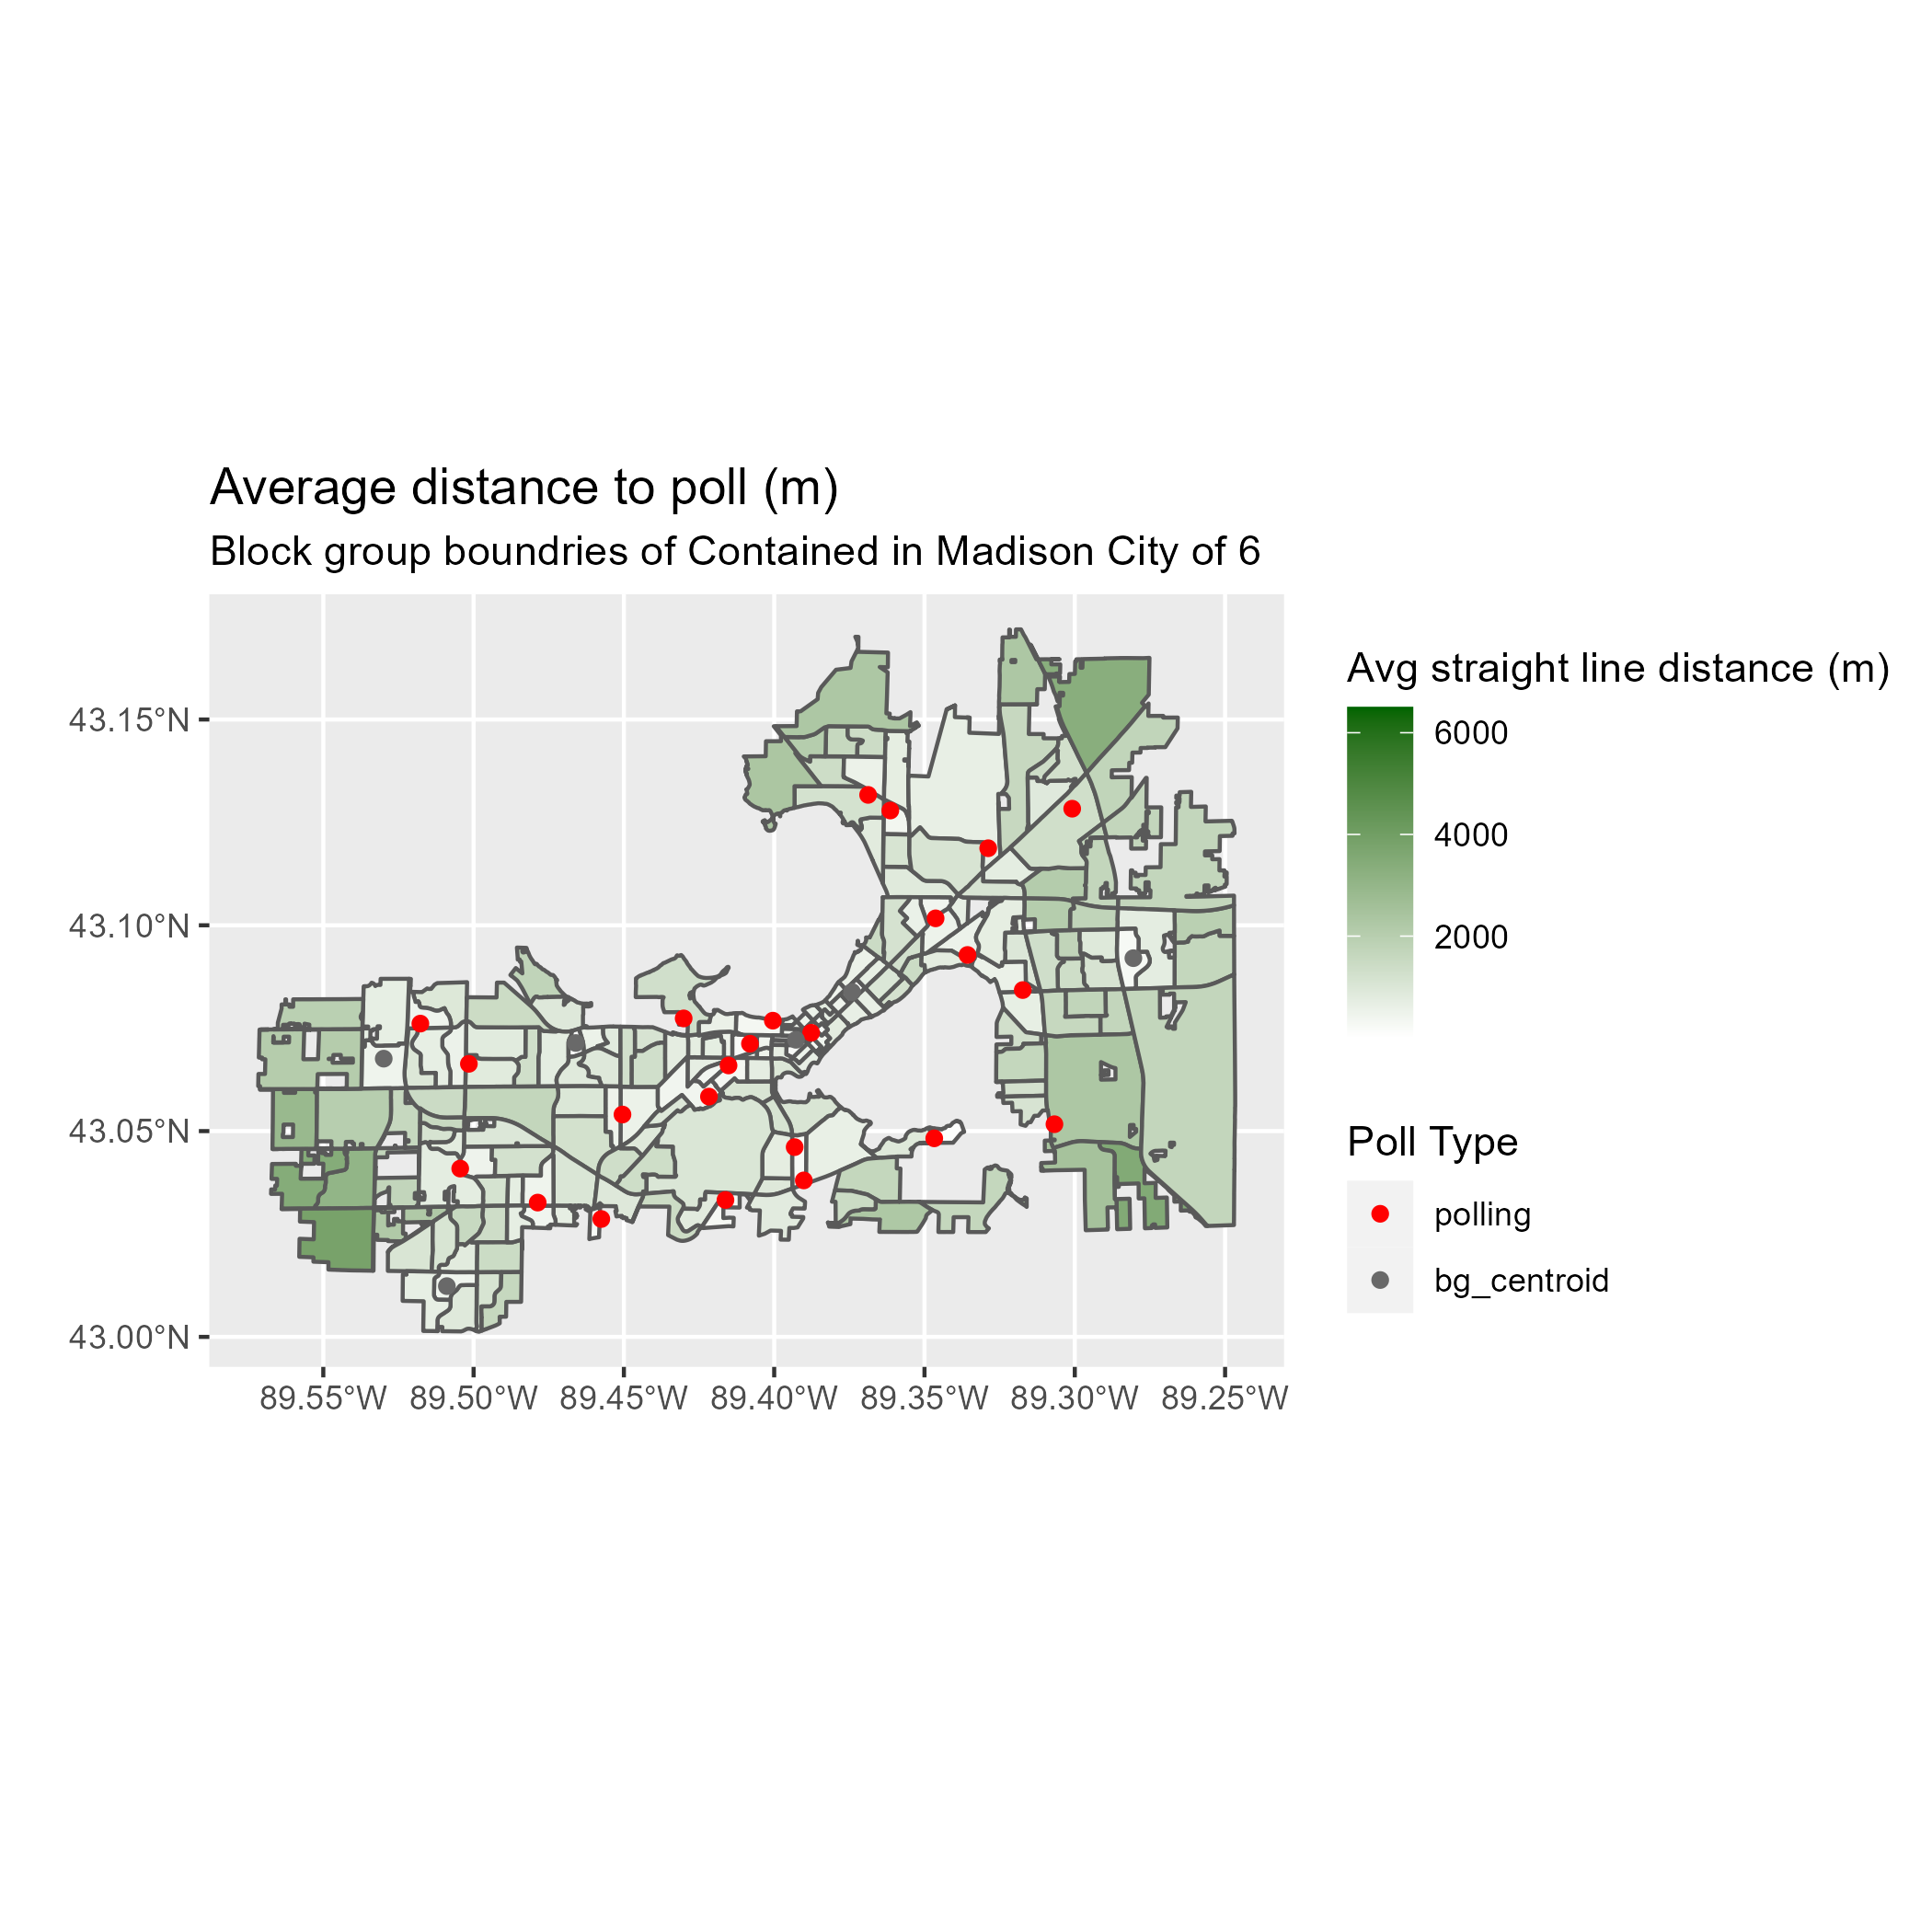 Average distance to poll (m)
Block group boundries of Contained in Madison City of 6
43.15°N
43.10°N
43.05°N
43.00°N
89.55°W 89.50°W 89.45°W 89.40°W 89.35°W 89.30°W 89.25°W
Avg straight line distance (m)
6000
4000
2000
Poll Type
polling
bg_centroid